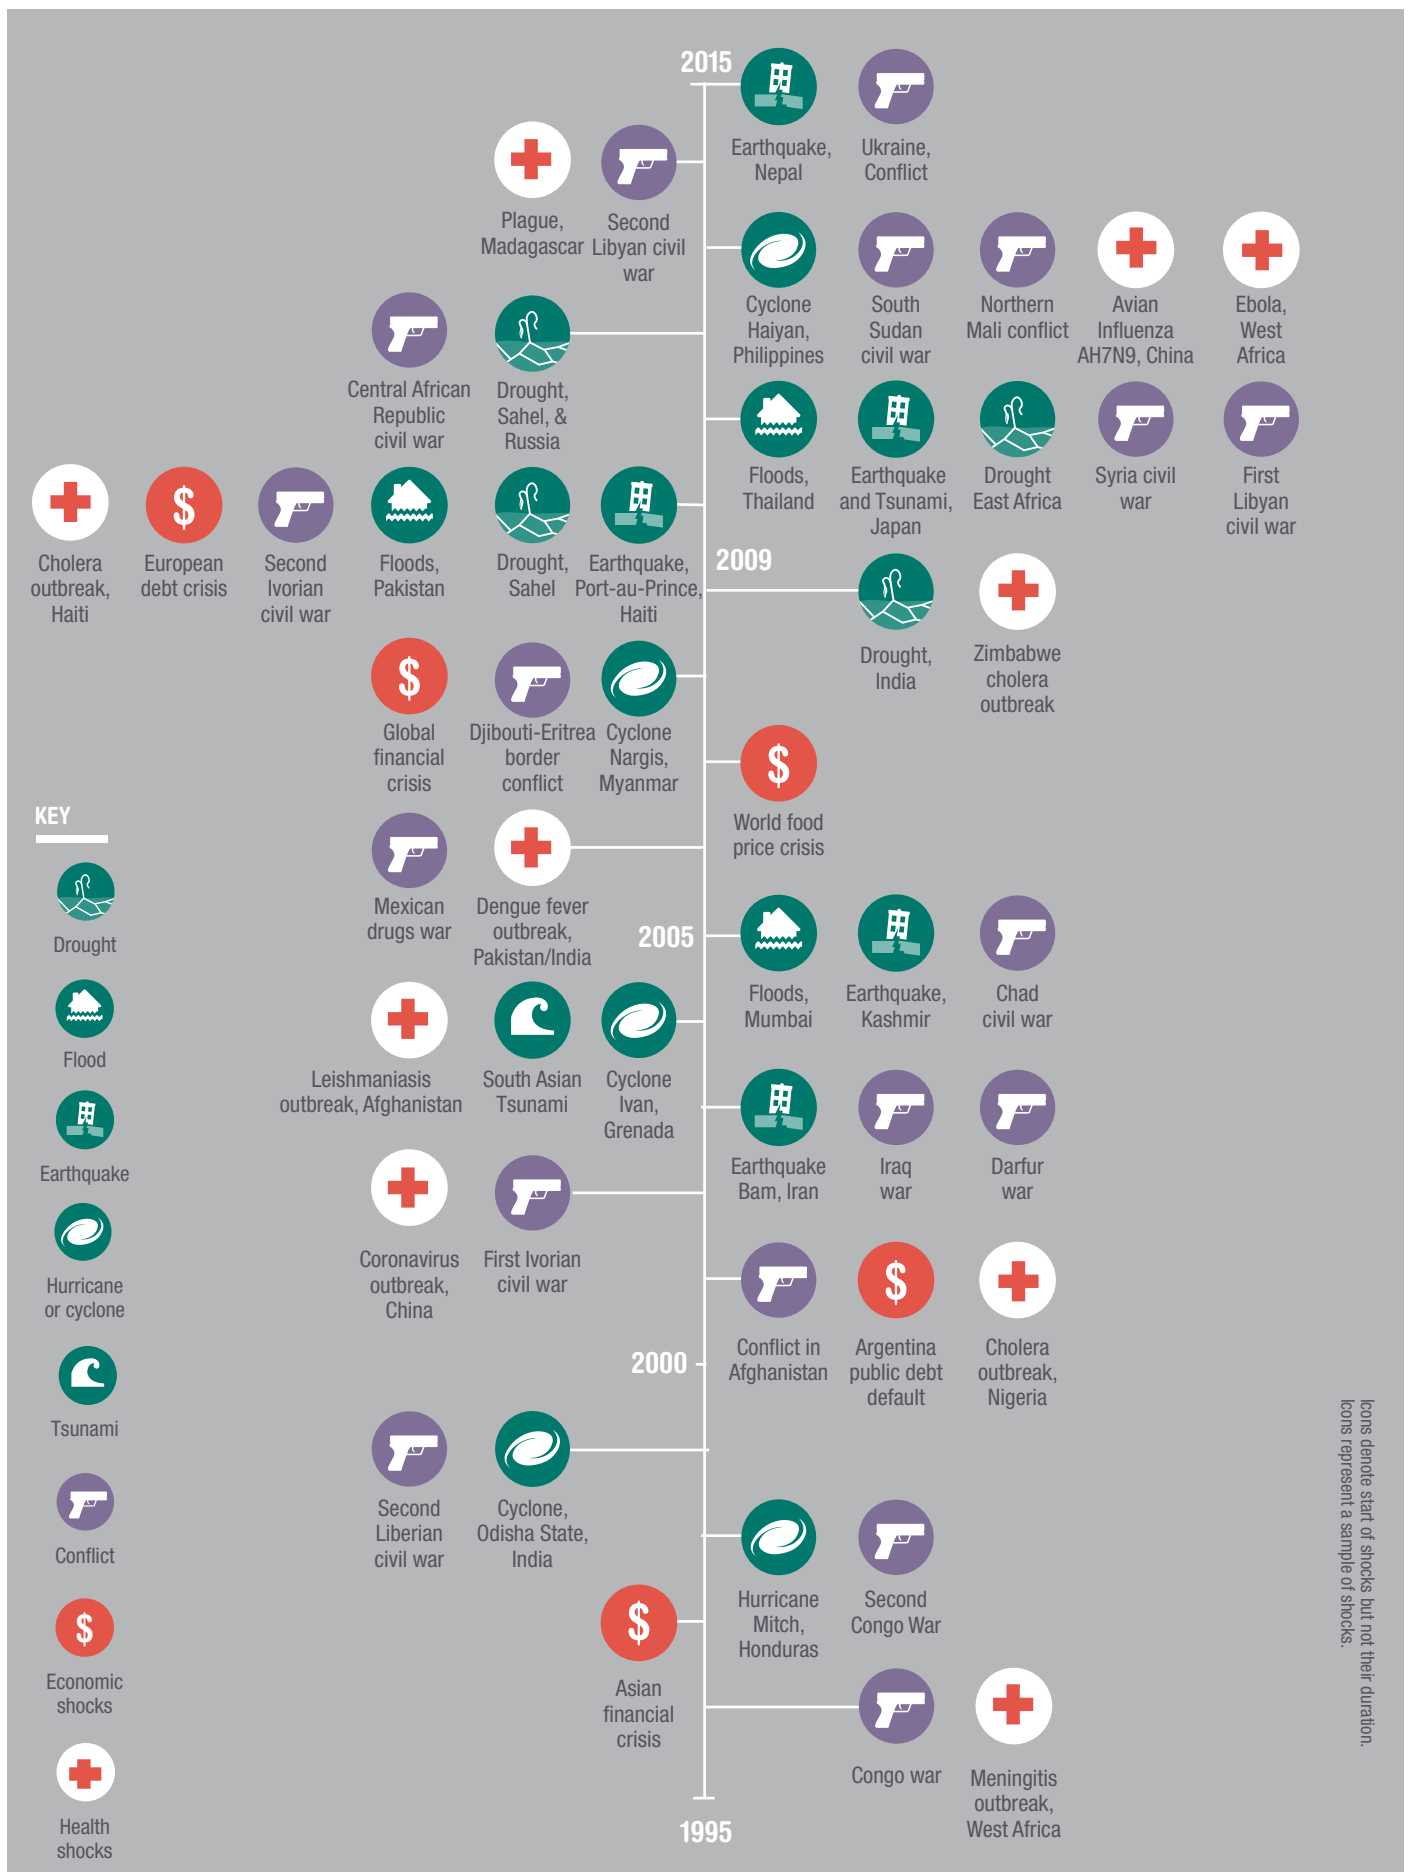 2015
Earthquake,
Nepal
Ukraine,
Conflict
Plague,
Madagascar
Second
Libyan civil
war
Cyclone
Haiyan,
Philippines
South
Sudan
civil war
Northern
Mali conflict
Avian
Influenza
AH7N9, China
Ebola,
West
Africa
Central African
Republic
civil war
Drought,
Sahel, &
Russia
Floods,
Thailand
Earthquake
and Tsunami,
Japan
Drought
East Africa
Syria civil
war
First
Libyan
civil war
Cholera
outbreak,
Haiti
$
European
debt crisis
Second
Ivorian
civil war
Floods,
Pakistan
Drought,
Sahel
Earthquake,
Port-au-Prince,
Haiti
2009
Drought,
India
Zimbabwe
cholera
outbreak
$
Global
financial
crisis
Djibouti-Eritrea
border
conflict
Cyclone
Nargis,
Myanmar
$
World food
price crisis
Mexican
drugs war
Dengue fever
outbreak,
Pakistan/India
2005
Floods,
Mumbai
Earthquake,
Kashmir
Chad
civil war
Leishmaniasis
outbreak, Afghanistan
South Asian
Tsunami
Cyclone
Ivan,
Grenada
Earthquake
Bam, Iran
Iraq
war
Darfur
war
Coronavirus
outbreak,
China
First Ivorian
civil war
Conflict in
Afghanistan
$
Argentina
public debt
default
Cholera
outbreak,
Nigeria
2000
Second
Liberian
civil war
Cyclone,
Odisha State,
India
Hurricane
Mitch,
Honduras
Second
Congo War
$
Asian
financial
crisis
Congo war
Meningitis
outbreak,
West Africa
1995
KEY
Drought
Flood
Earthquake
Hurricane
or cyclone
Tsunami
Conflict
$
Economic
shocks
Health
shocks
Icons denote start of shocks but not their duration.
Icons represent a sample of shocks.